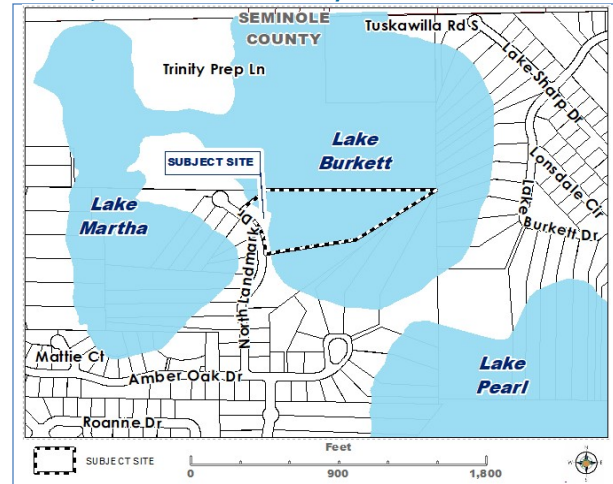 SEMINOLE
COUNTY
Tuskawilla Rd S
Trinity Prep Ln
Lake Sharp Dr
Lake
Burkett
SUBJECT SITE
Lonsdale Cir
Lake
Martha
Lake Burkett Dr
North Landmark Dr
Mattie Ct
Amber Oak Dr
Lake
Pearl
Roanne Dr
SUBJECT SITE
Feet
0 900 1,800